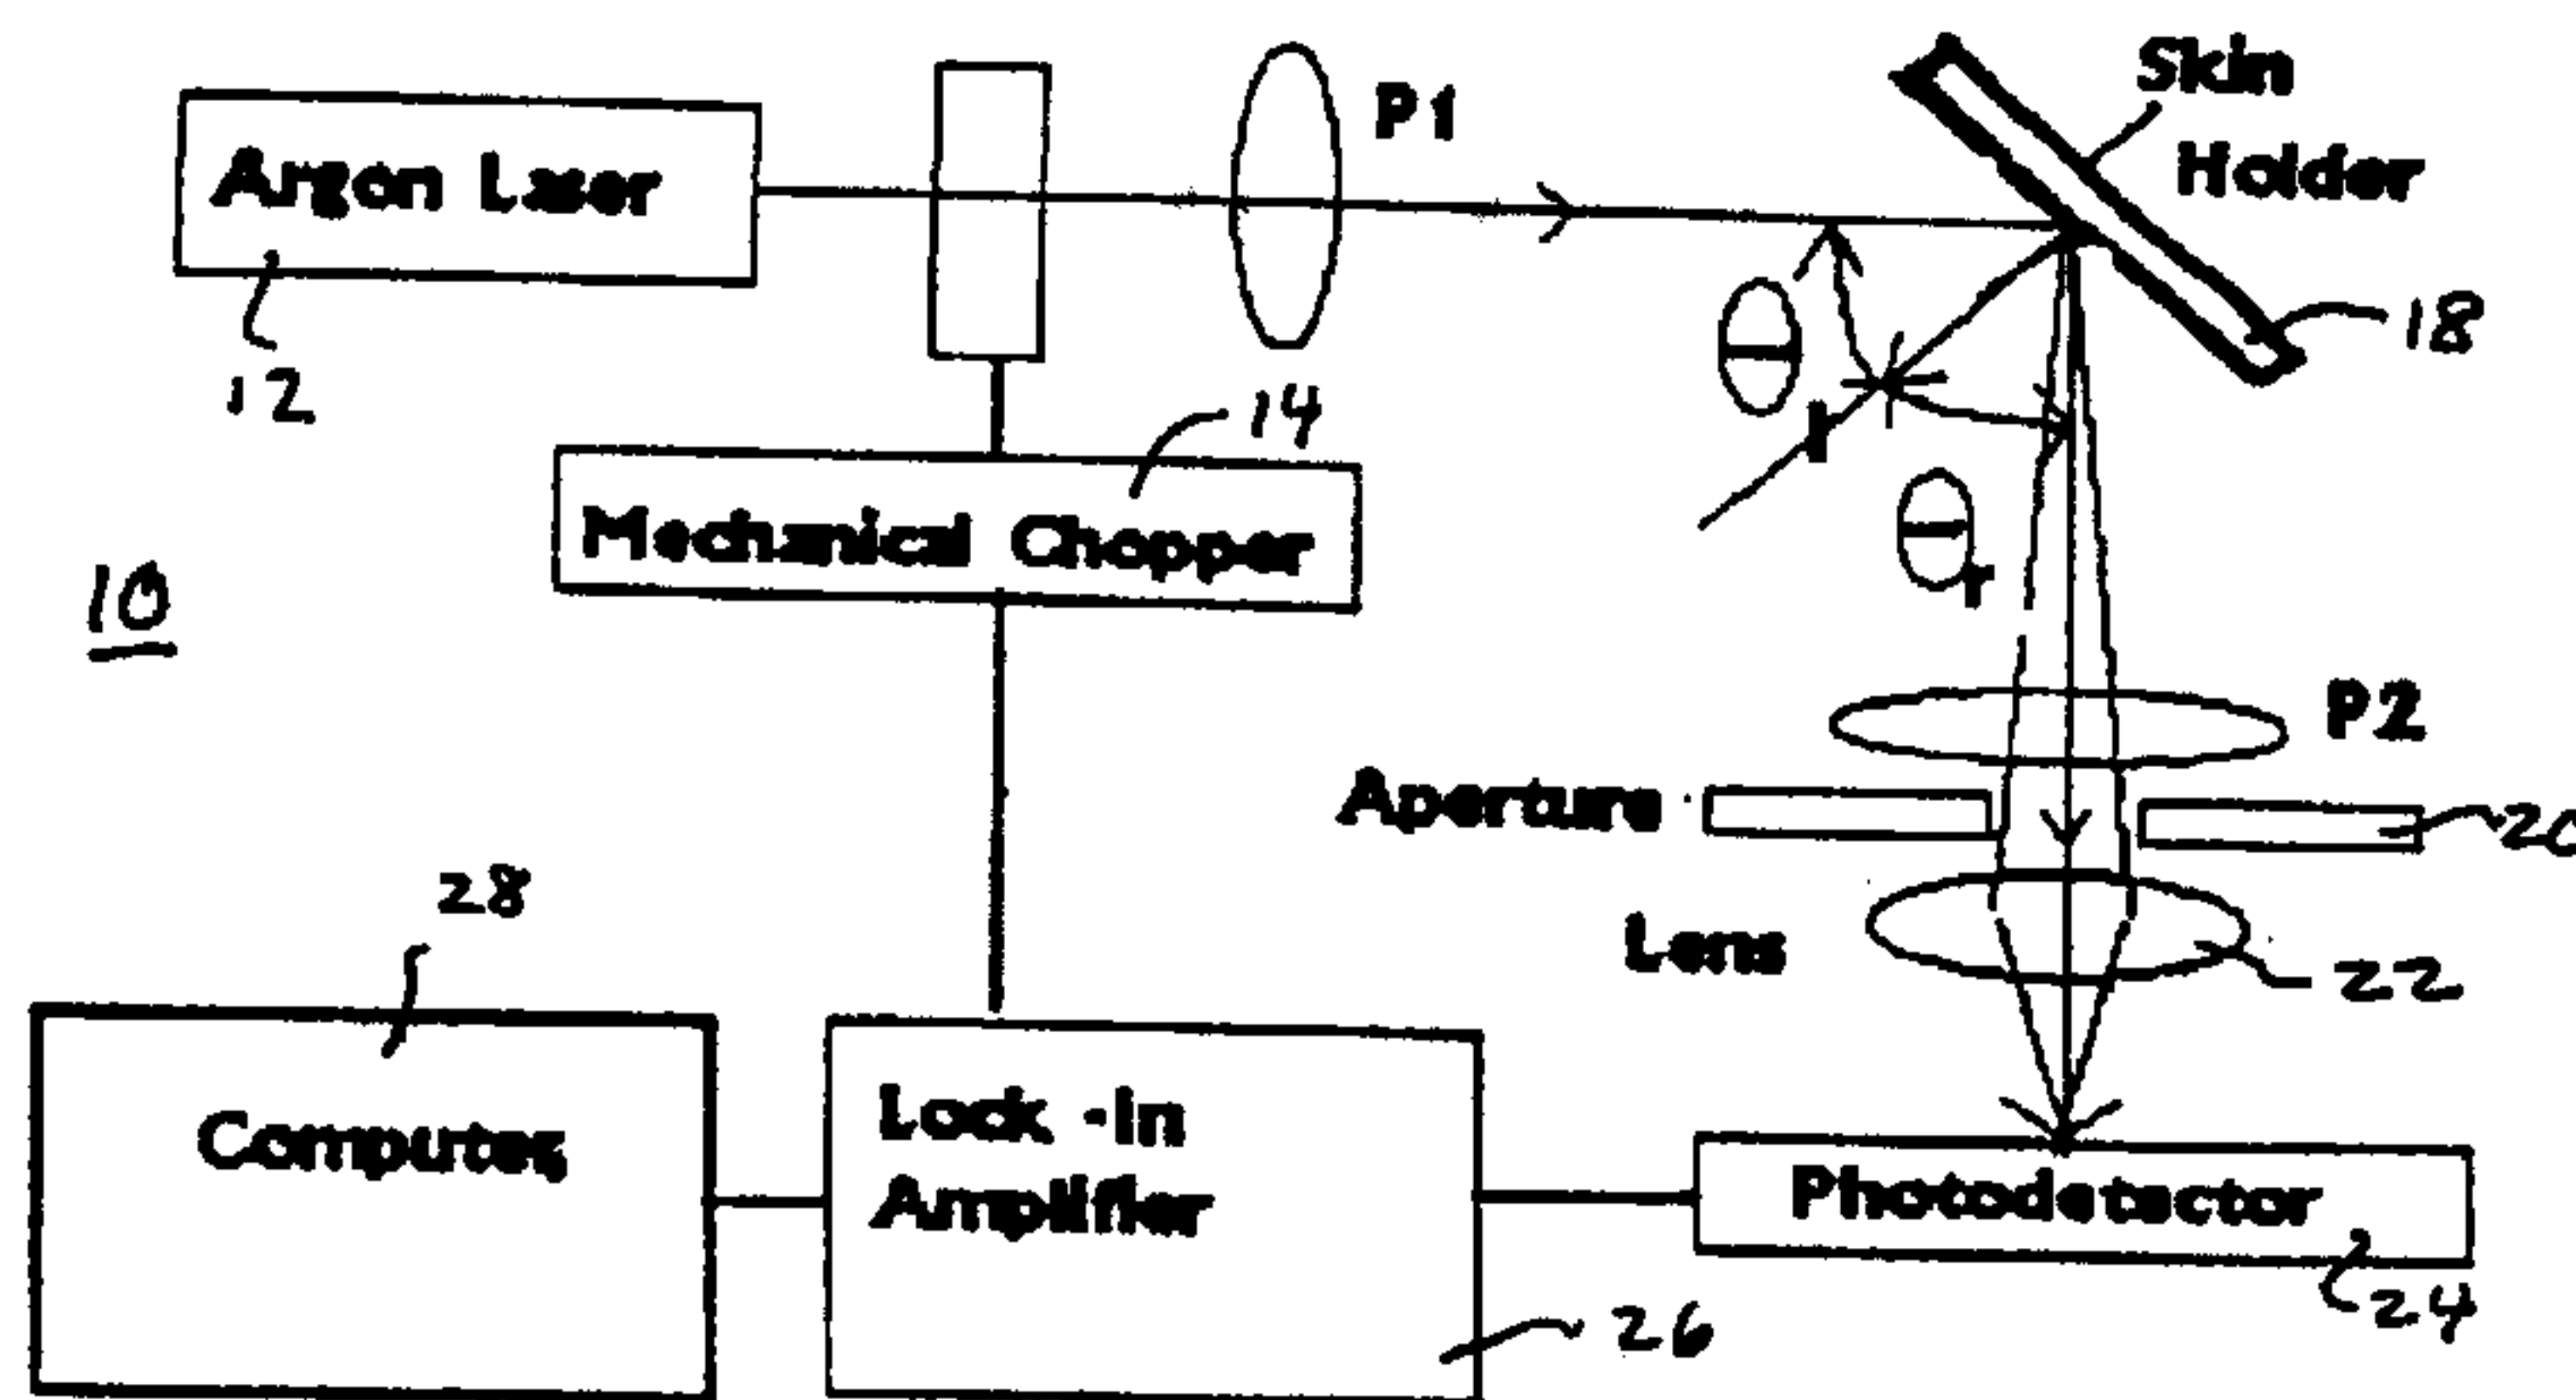 Argon Laser
12
P1
Skin
Holder
18
θ
I
θr
14
Mechanical Chopper
10
P2
Aperture
20
Lens
22
28
Computer
Lock -in
Amplifier
26
Photodetector
24